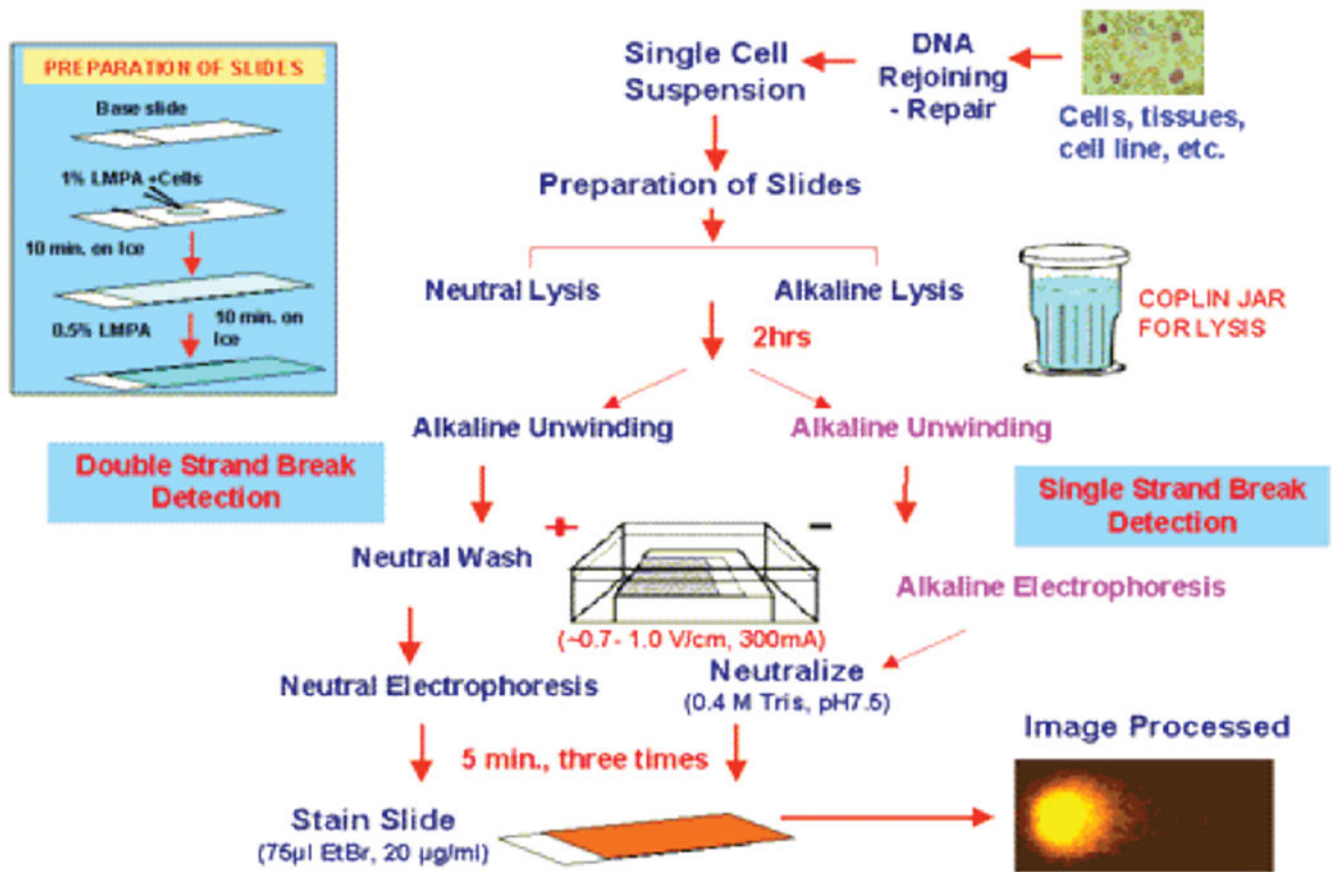 PREPARATION OF SLIDES
Base slide
1% LMPA +Cells
10 min. on Ice
0.5% LMPA
10 min. on
Ice
Single Cell
Suspension
DNA
Rejoining
- Repair
Cells, tissues,
cell line, etc.
Preparation of Slides
Neutral Lysis
Alkaline Lysis
2hrs
COPLIN JAR
FOR LYSIS
Alkaline Unwinding
Alkaline Unwinding
Double Strand Break
Detection
Single Strand Break
Detection
+
-
Neutral Wash
Alkaline Electrophoresis
(~0.7- 1.0 V/cm, 300mA)
Neutral Electrophoresis
Neutralize
(0.4 M Tris, pH7.5)
5 min., three times
Image Processed
Stain Slide
(75µl EtBr, 20 µg/ml)